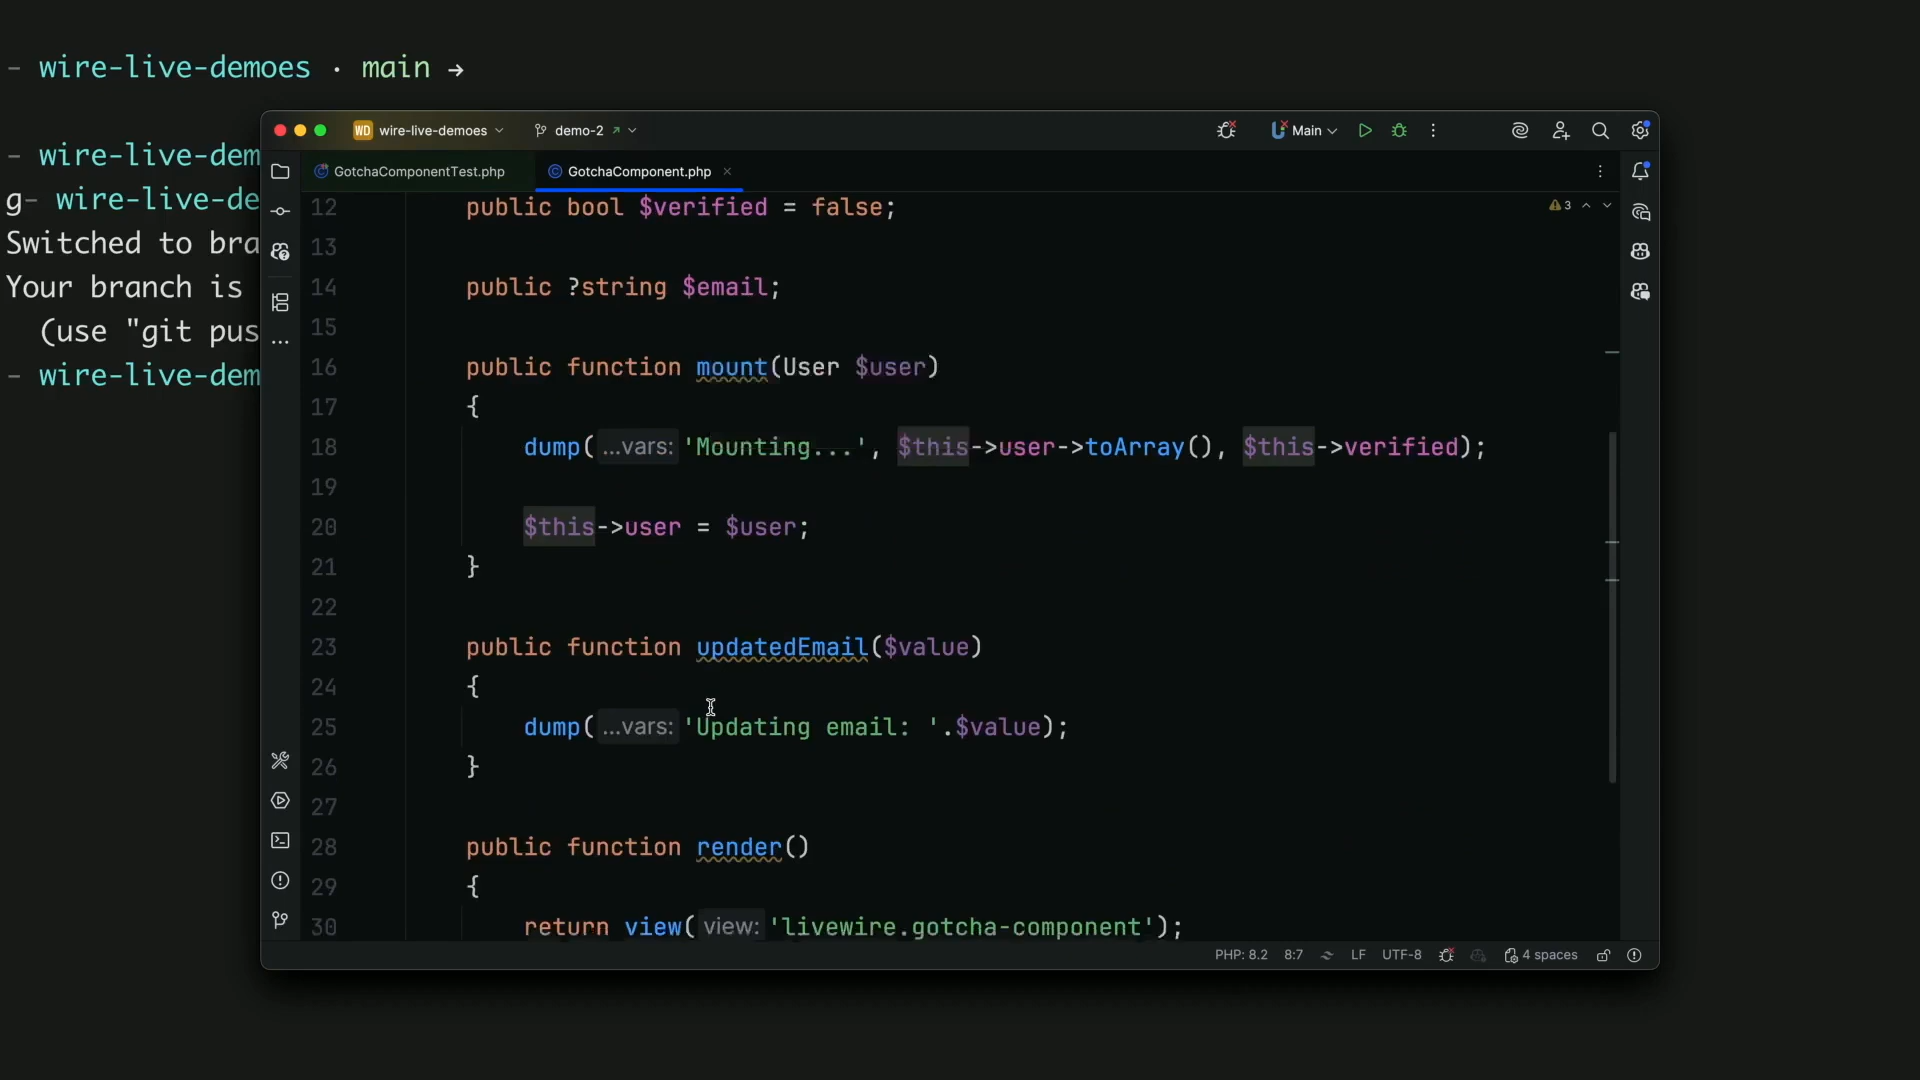 - wire-live-demoes · main →
- wire-live-dem
g- wire-live-de
Switched to bra
Your branch is
(use "git pus
- wire-live-dem
WD wire-live-demoes demo-2 Main
GotchaComponentTest.php GotchaComponent.php
12 public bool $verified = false; 3
13
14 public ?string $email;
15
16 public function mount(User $user)
17 {
18 dump( ...vars: 'Mounting...', $this->user->toArray(), $this->verified);
19
20 $this->user = $user;
21 }
22
23 public function updatedEmail($value)
24 {
25 dump( ...vars: 'Updating email: '.$value);
26 }
27
28 public function render()
29 {
30 return view( view: 'livewire.gotcha-component');
PHP: 8.2 8:7 LF UTF-8 4 spaces